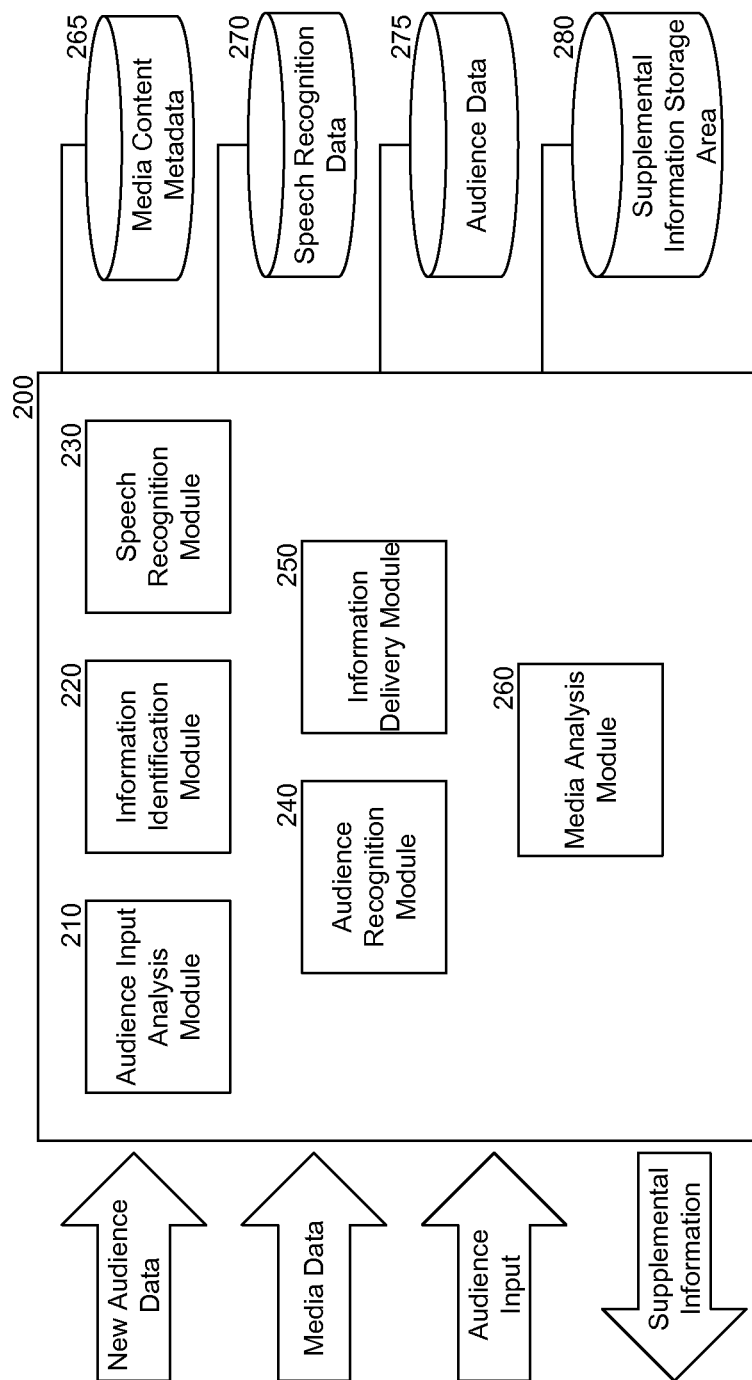 200
210
Audience Input
Analysis
Module
220
Information
Identification
Module
230
Speech
Recognition
Module
240
Audience
Recognition
Module
250
Information
Delivery Module
260
Media Analysis
Module
New Audience
Data
Media Data
Audience
Input
Supplemental
Information
265
Media Content
Metadata
270
Speech Recognition
Data
275
Audience Data
280
Supplemental
Information Storage
Area